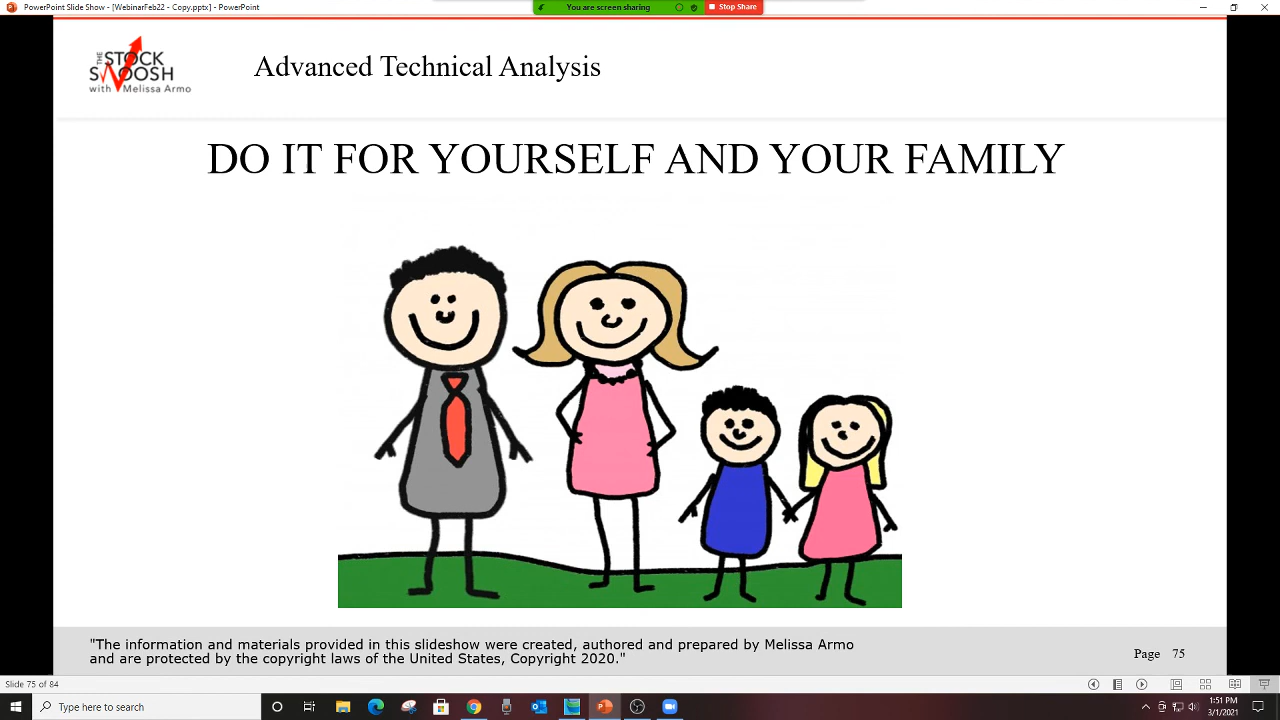 PowerPoint Slide Show - [WebinarFeb22 - Copy.pptx] - PowerPoint
You are screen sharing
Stop Share
THE STOCK
SWOOSH
with Melissa Armo
Advanced Technical Analysis
DO IT FOR YOURSELF AND YOUR FAMILY
"The information and materials provided in this slideshow were created, authored and prepared by Melissa Armo
and are protected by the copyright laws of the United States, Copyright 2020."
Page 75
Slide 75 of 84
Type here to search
1:51 PM
3/1/2021